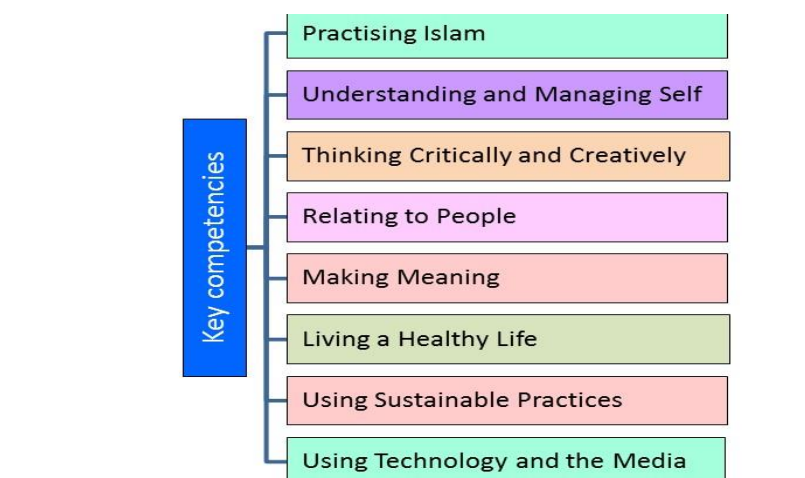 Key competencies
Practising Islam
Understanding and Managing Self
Thinking Critically and Creatively
Relating to People
Making Meaning
Living a Healthy Life
Using Sustainable Practices
Using Technology and the Media